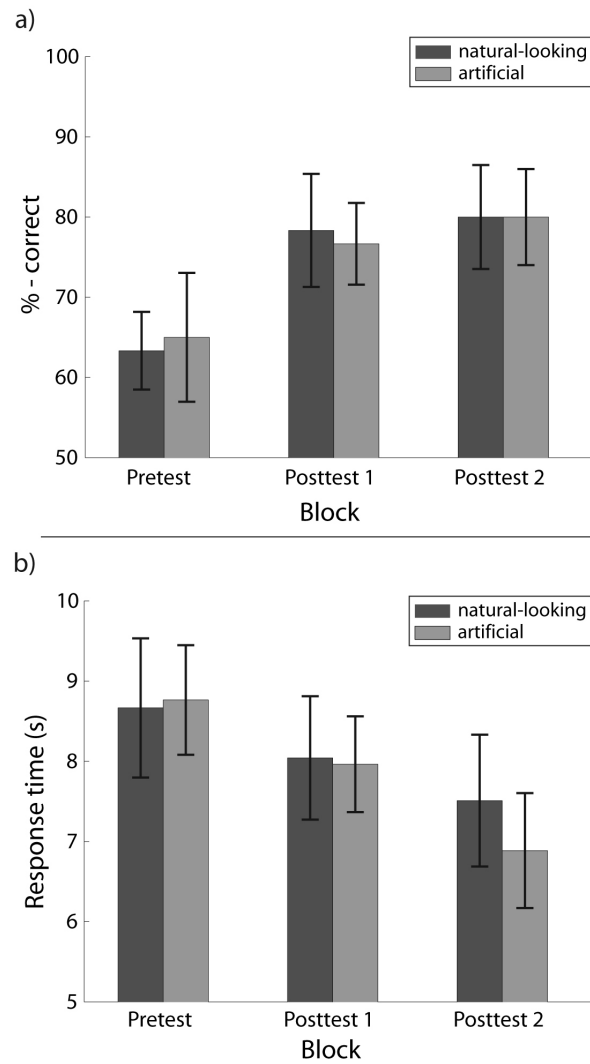 a)
natural-looking
artificial
100
90
80
70
60
50
% - correct
Pretest Posttest 1 Posttest 2
Block
b)
natural-looking
artificial
10
9
8
7
6
5
Response time (s)
Pretest Posttest 1 Posttest 2
Block